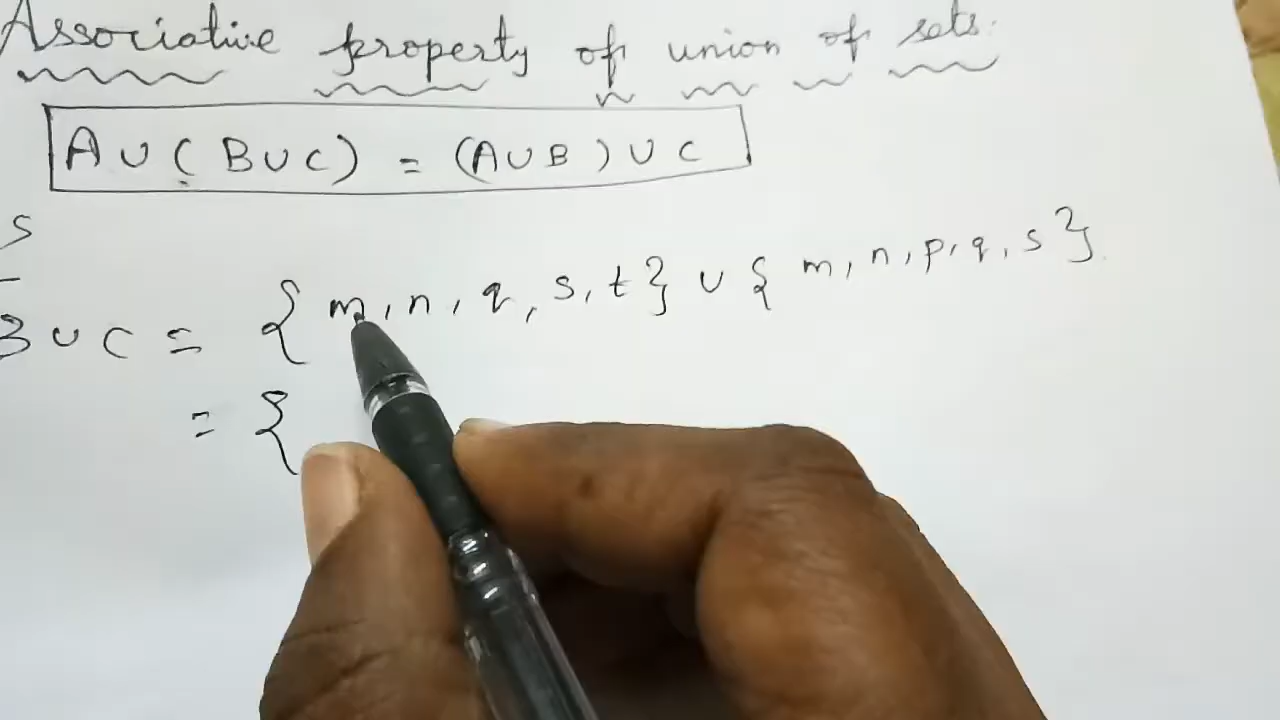 Associative property of union of sets.
A ∪ ( B ∪ C ) = (A ∪ B ) ∪ C
S
B ∪ C = { m, n, q, s, t } ∪ { m, n, p, q, s }
= {